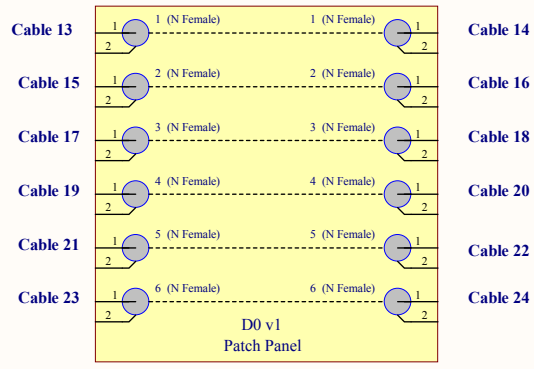 Cable 13 1 1 (N Female) 1 (N Female) 1 Cable 14
2 2
Cable 15 1 2 (N Female) 2 (N Female) 1 Cable 16
2 2
Cable 17 1 3 (N Female) 3 (N Female) 1 Cable 18
2 2
Cable 19 1 4 (N Female) 4 (N Female) 1 Cable 20
2 2
Cable 21 1 5 (N Female) 5 (N Female) 1 Cable 22
2 2
Cable 23 1 6 (N Female) 6 (N Female) 1 Cable 24
2 2
D0 v1
Patch Panel